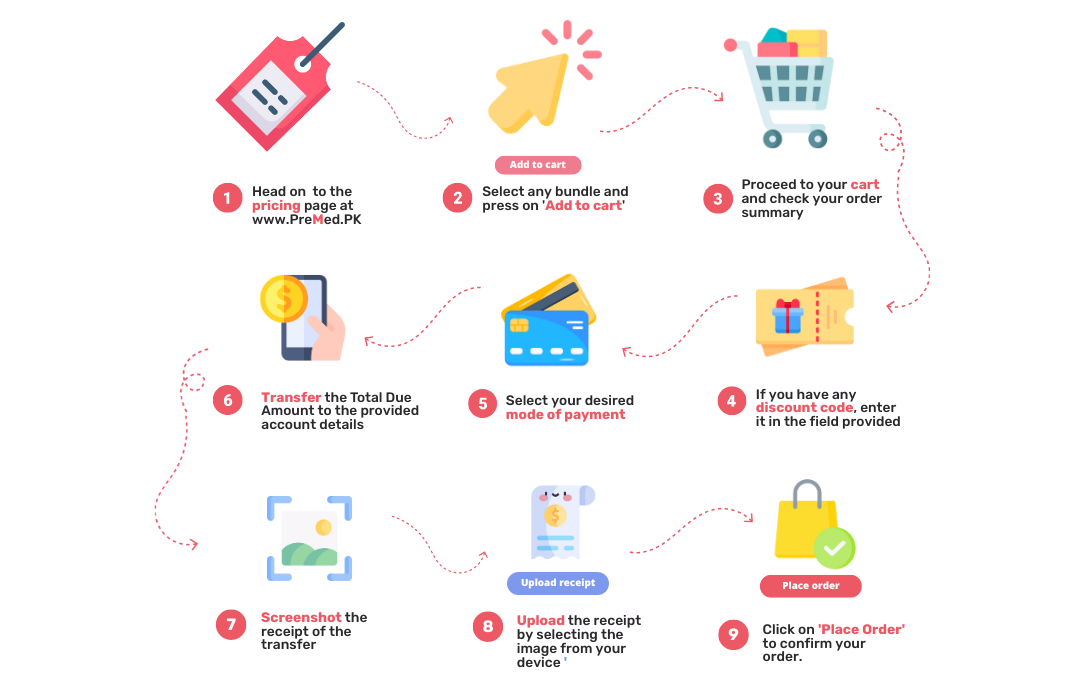 1
Head on to the
pricing page at
www.PreMed.PK
Add to cart
2
Select any bundle and
press on 'Add to cart'
3
Proceed to your cart
and check your order
summary
4
If you have any
discount code, enter
it in the field provided
5
Select your desired
mode of payment
$
6
Transfer the Total Due
Amount to the provided
account details
7
Screenshot the
receipt of the
transfer
$
Upload receipt
8
Upload the receipt
by selecting the
image from your
device '
Place order
9
Click on 'Place Order'
to confirm your
order.